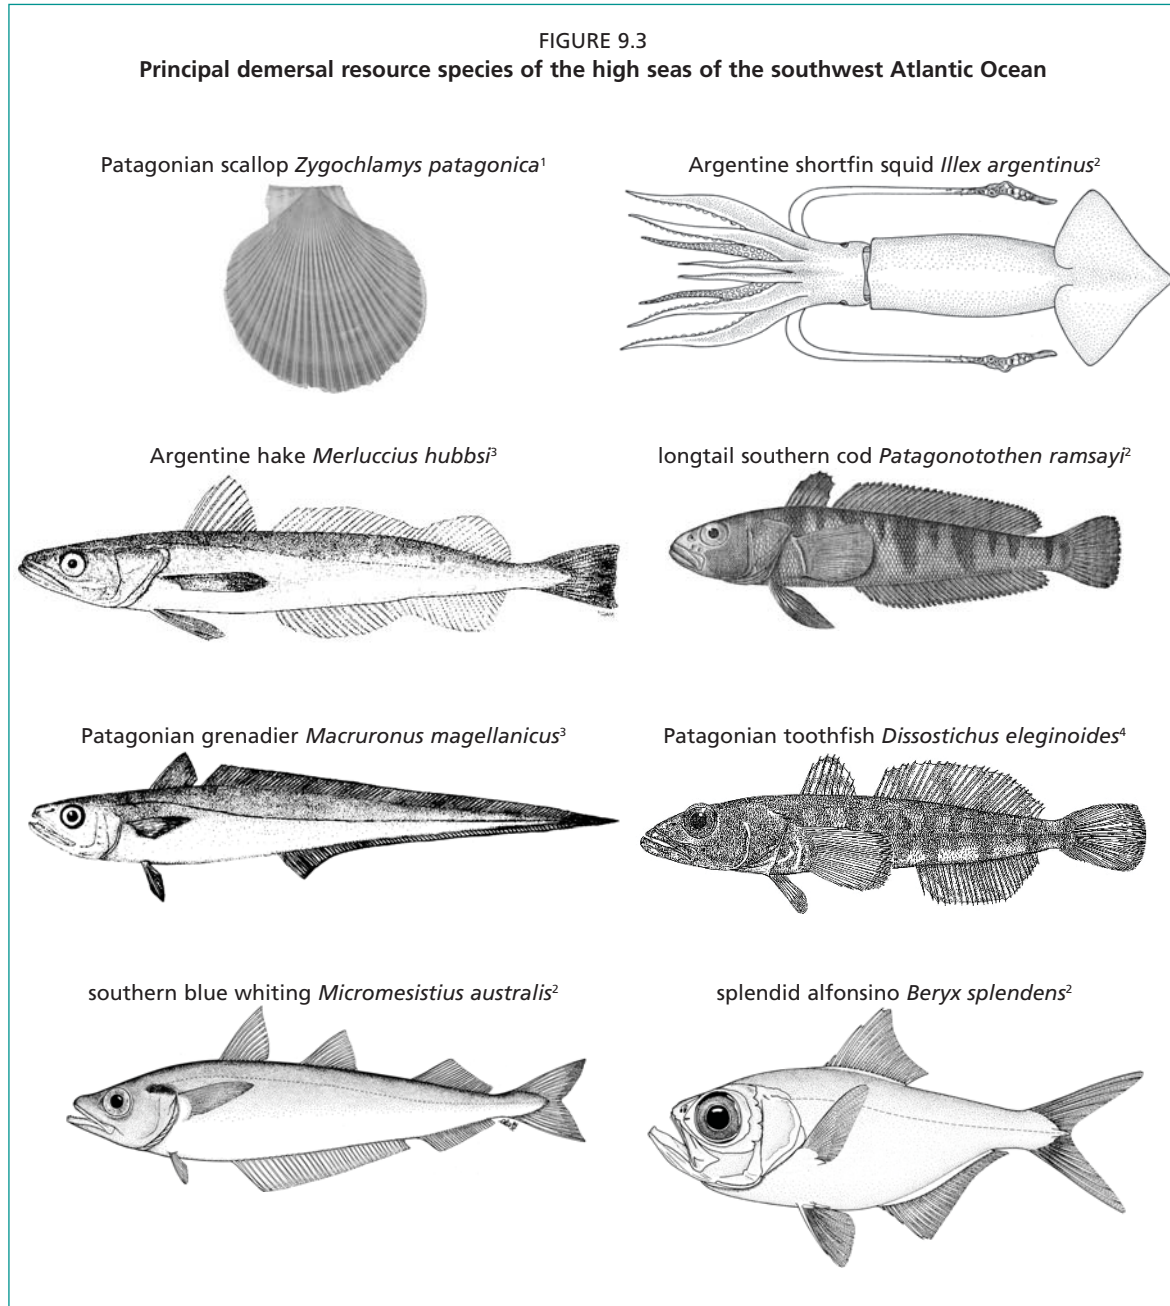 FIGURE 9.3
Principal demersal resource species of the high seas of the southwest Atlantic Ocean
Patagonian scallop Zygochlamys patagonica¹
Argentine shortfin squid Illex argentinus²
Argentine hake Merluccius hubbsi³
longtail southern cod Patagonotothen ramsayi²
Patagonian grenadier Macruronus magellanicus³
Patagonian toothfish Dissostichus eleginoides⁴
southern blue whiting Micromesistius australis²
splendid alfonsino Beryx splendens²